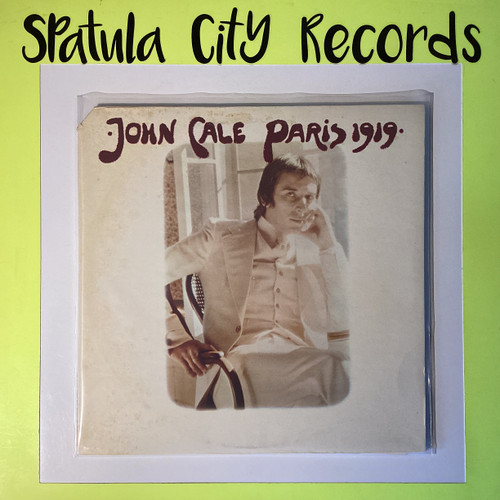 Spatula City Records
·John Cale Paris 1919·